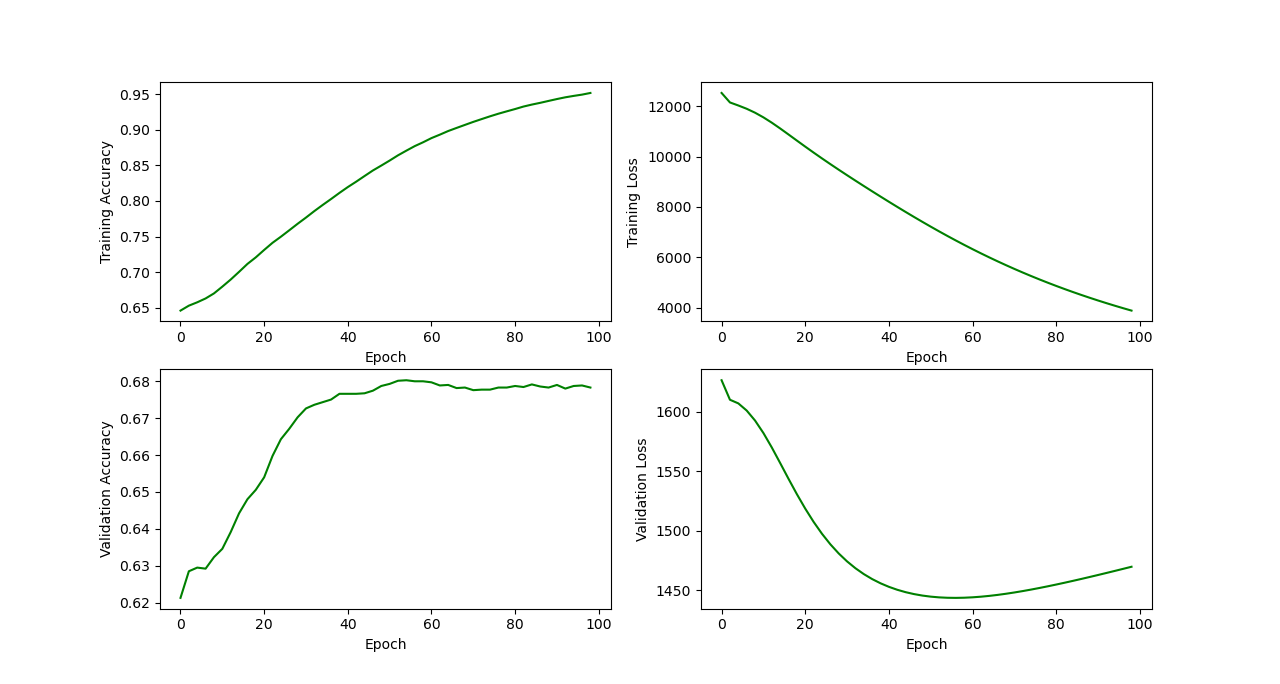 Training Accuracy
0.95
0.90
0.85
0.80
0.75
0.70
0.65
0 20 40 60 80 100
Epoch
Training Loss
12000
10000
8000
6000
4000
0 20 40 60 80 100
Epoch
Validation Accuracy
0.68
0.67
0.66
0.65
0.64
0.63
0.62
0 20 40 60 80 100
Epoch
Validation Loss
1600
1550
1500
1450
0 20 40 60 80 100
Epoch